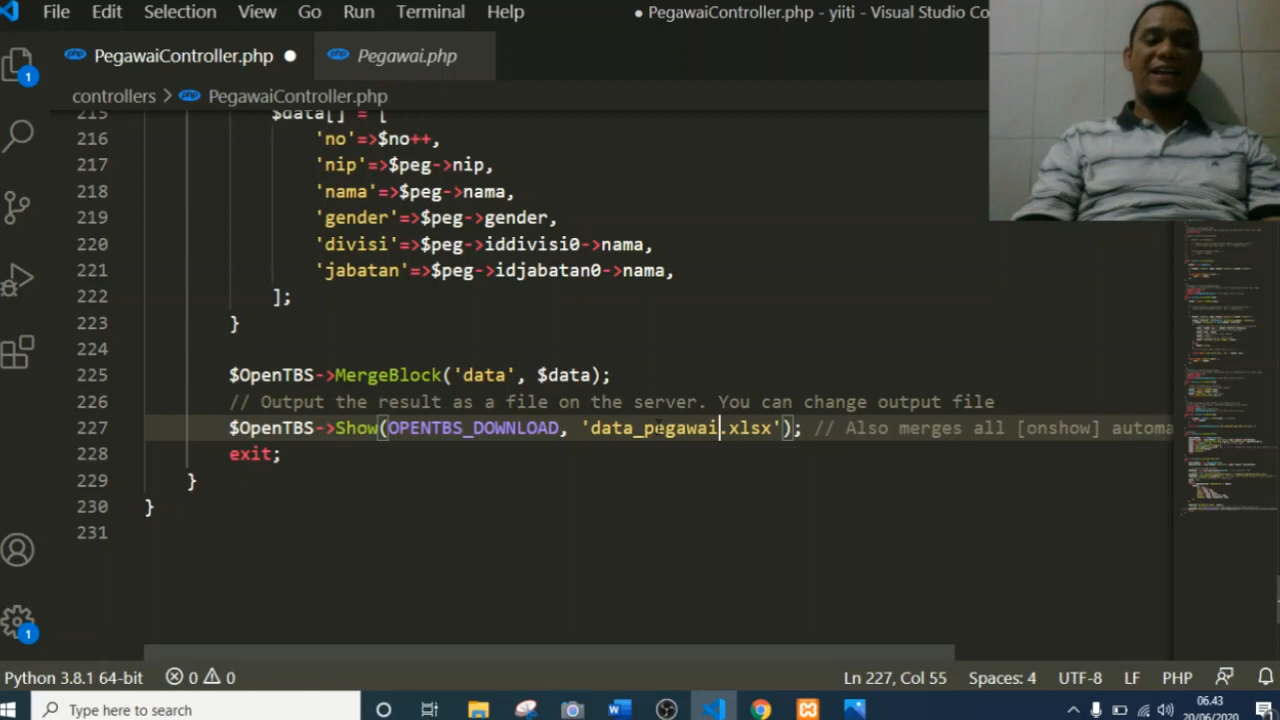 File Edit Selection View Go Run Terminal Help ● PegawaiController.php - yiiti - Visual Studio Co
PegawaiController.php ● Pegawai.php
controllers > PegawaiController.php
215 $data[] = [
216 'no'=>$no++,
217 'nip'=>$peg->nip,
218 'nama'=>$peg->nama,
219 'gender'=>$peg->gender,
220 'divisi'=>$peg->iddivisi0->nama,
221 'jabatan'=>$peg->idjabatan0->nama,
222 ];
223 }
224
225 $OpenTBS->MergeBlock('data', $data);
226 // Output the result as a file on the server. You can change output file
227 $OpenTBS->Show(OPENTBS_DOWNLOAD, 'data_pegawai.xlsx'); // Also merges all [onshow] automa
228 exit;
229 }
230 }
231
1
1
Python 3.8.1 64-bit 0 0 Ln 227, Col 55 Spaces: 4 UTF-8 LF PHP
Type here to search 06.43
20/06/2020